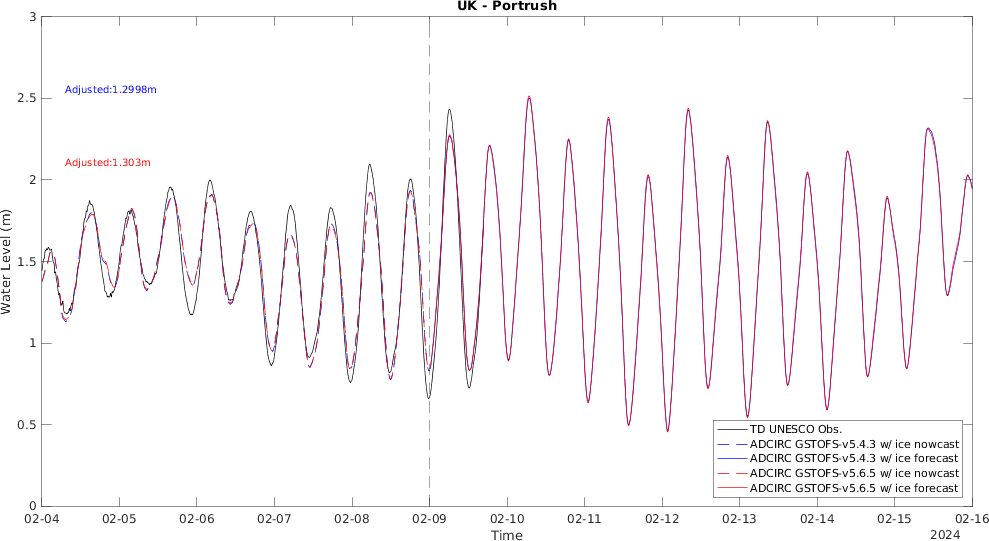 UK - Portrush
3
2.5
2
1.5
1
0.5
0
Water Level (m)
Adjusted:1.2998m
Adjusted:1.303m
TD UNESCO Obs.
ADCIRC GSTOFS-v5.4.3 w/ ice nowcast
ADCIRC GSTOFS-v5.4.3 w/ ice forecast
ADCIRC GSTOFS-v5.6.5 w/ ice nowcast
ADCIRC GSTOFS-v5.6.5 w/ ice forecast
02-04 02-05 02-06 02-07 02-08 02-09 02-10 02-11 02-12 02-13 02-14 02-15 02-16
Time
2024